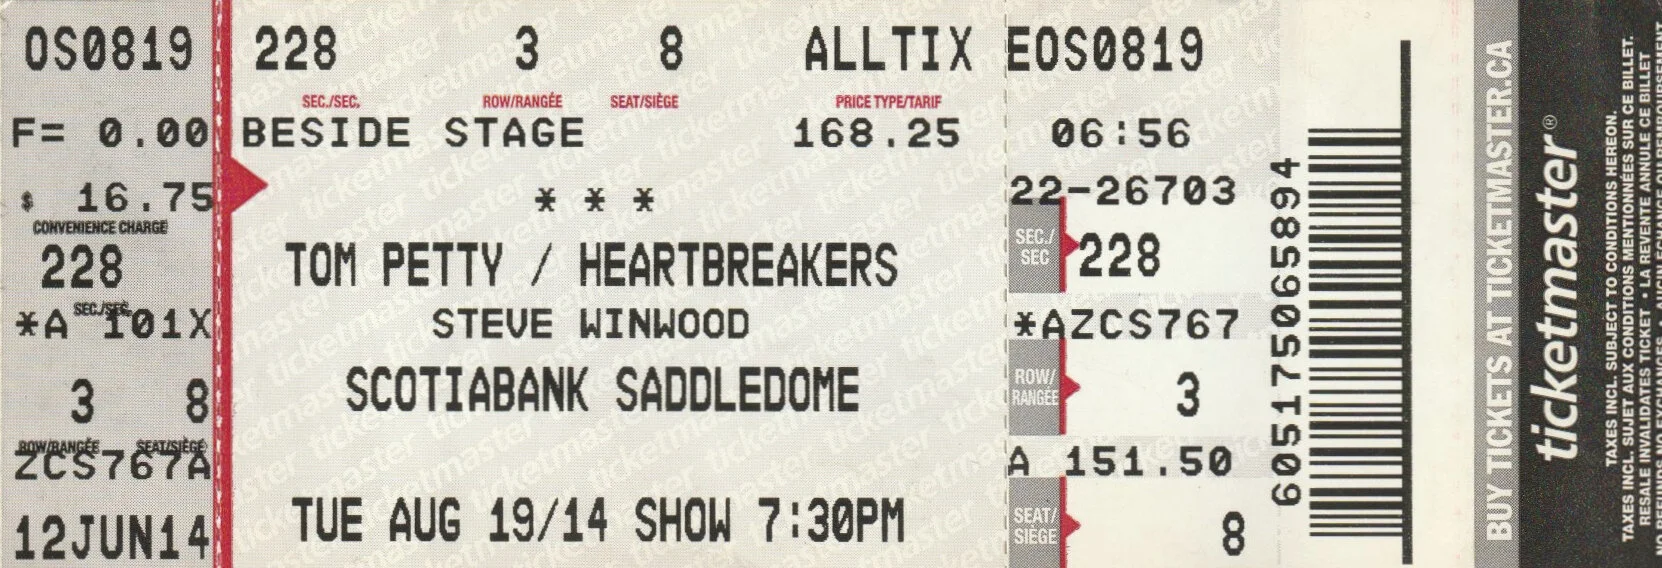 OS0819 228 3 8 ALLTIX EOS0819
SEC./SEC. ROW/RANGÉE SEAT/SIÈGE PRICE TYPE/TARIF
F= 0.00 BESIDE STAGE 168.25 06:56
$ 16.75 * * * 22-26703
CONVENIENCE CHARGE
228 TOM PETTY / HEARTBREAKERS SEC./SEC 228
SEC./SEC.
*A 101X STEVE WINWOOD *AZCS767
3 8 SCOTIABANK SADDLEDOME ROW/RANGÉE 3
ROW/RANGÉE SEAT/SIÈGE
ZCS767A A 151.50
12JUN14 TUE AUG 19/14 SHOW 7:30PM SEAT/SIÈGE 8
605175065894
BUY TICKETS AT TICKETMASTER.CA
ticketmaster®
TAXES INCL. SUBJECT TO CONDITIONS HEREON.
TAXES INCL. SUJET AUX CONDITIONS MENTIONNÉES SUR CE BILLET.
RESALE INVALIDATES TICKET • LA REVENTE ANNULE CE BILLET